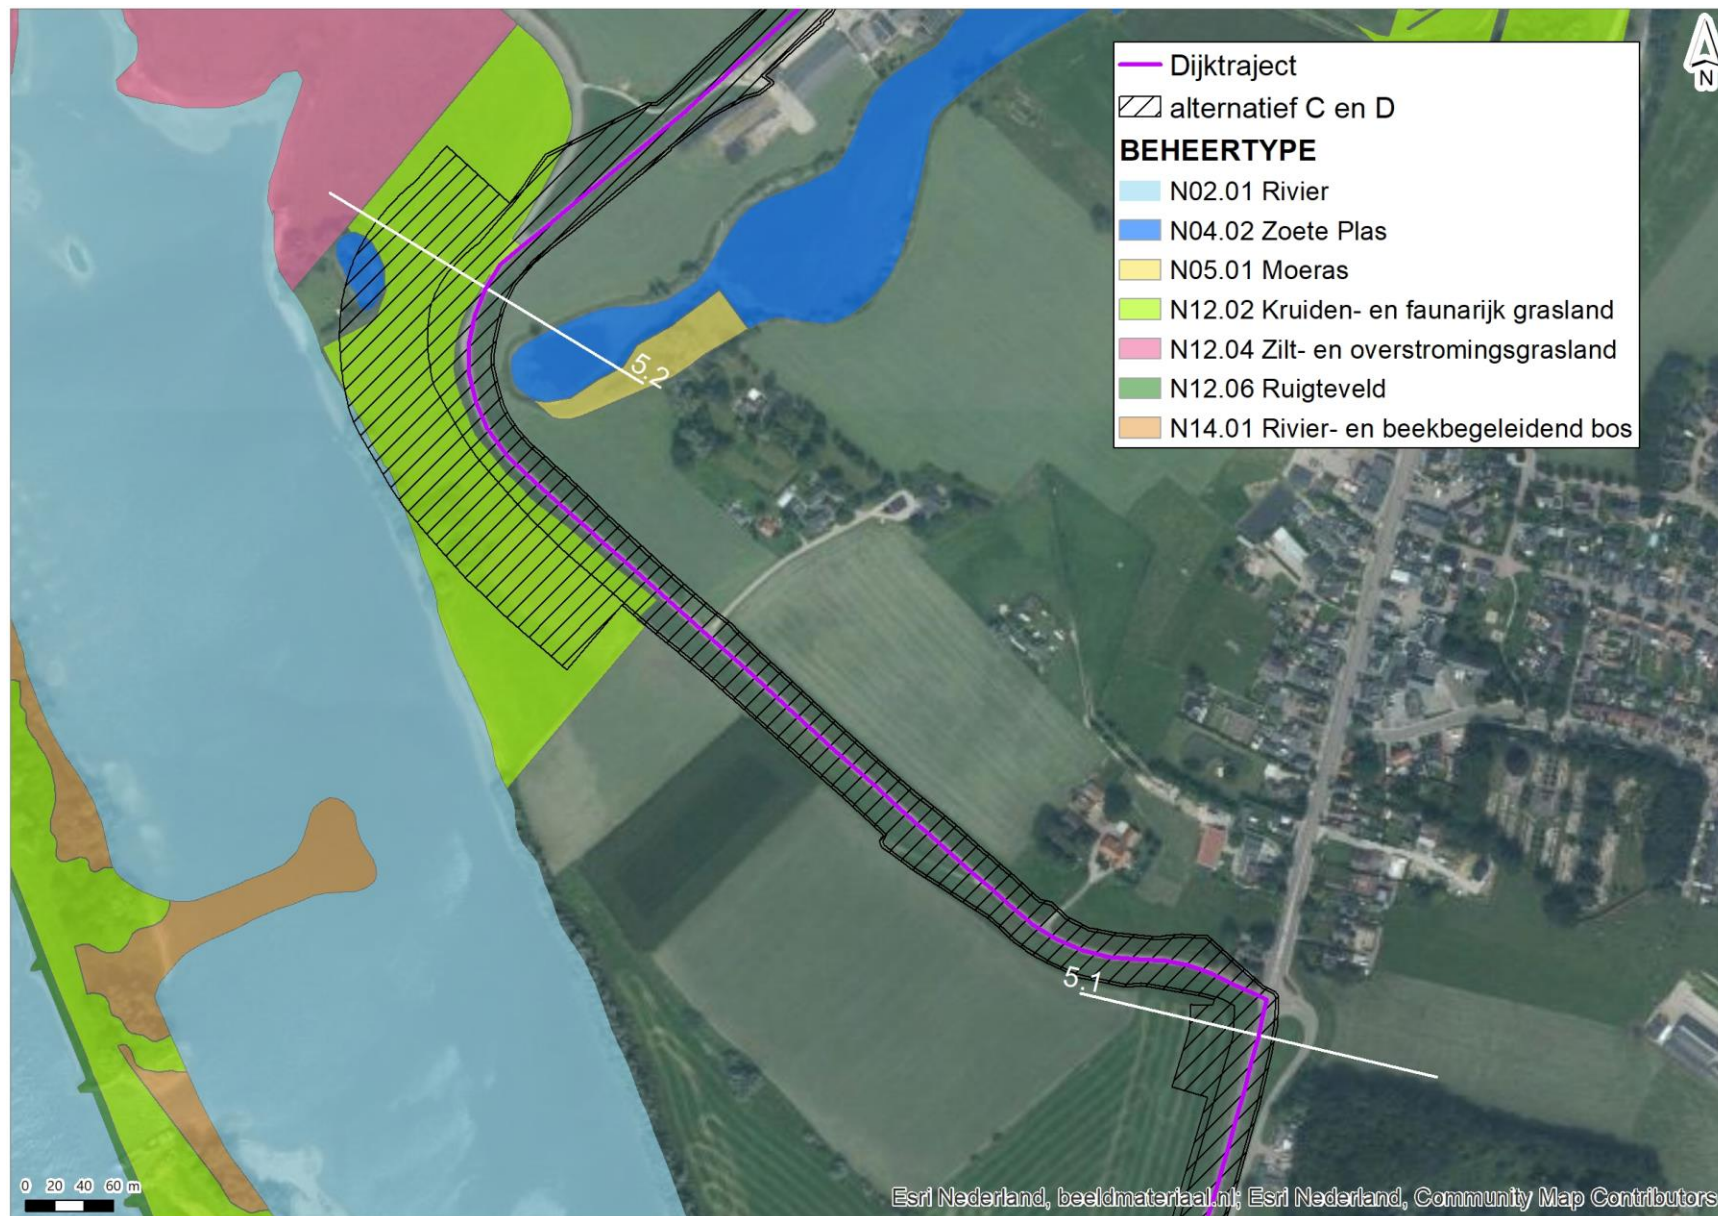 Dijktraject
alternatief C en D
BEHEERTYPE
N02.01 Rivier
N04.02 Zoete Plas
N05.01 Moeras
N12.02 Kruiden- en faunarijk grasland
N12.04 Zilt- en overstromingsgrasland
N12.06 Ruigteveld
N14.01 Rivier- en beekbegeleidend bos
N
5.2
5.1
0 20 40 60 m
Esri Nederland, beeldmateriaal.nl; Esri Nederland, Community Map Contributors